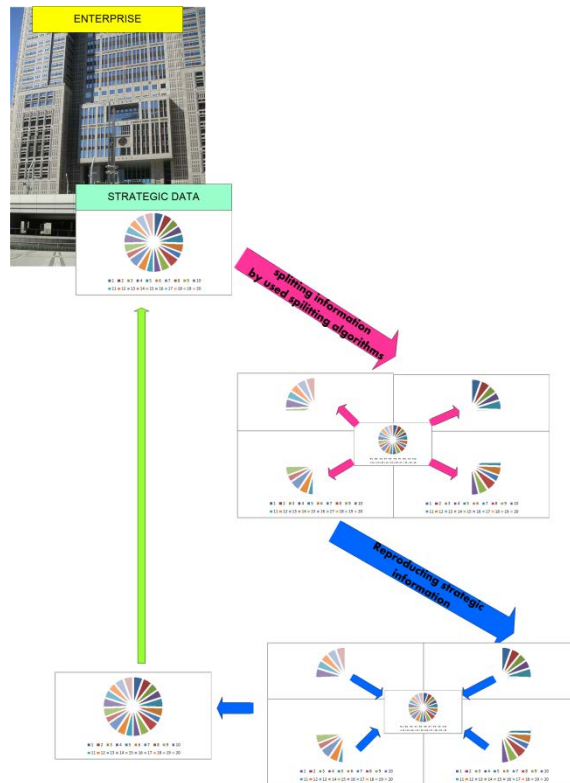 ENTERPRISE
STRATEGIC DATA
1 2 3 4 5 6 7 8 9 10
11 12 13 14 15 16 17 18 19 20
splitting information
by used spilitting algorithms
1 2 3 4 5 6 7 8 9 10
11 12 13 14 15 16 17 18 19 20
1 2 3 4 5 6 7 8 9 10
11 12 13 14 15 16 17 18 19 20
Reproducting strategic
information
1 2 3 4 5 6 7 8 9 10
11 12 13 14 15 16 17 18 19 20
1 2 3 4 5 6 7 8 9 10
11 12 13 14 15 16 17 18 19 20
1 2 3 4 5 6 7 8 9 10
11 12 13 14 15 16 17 18 19 20